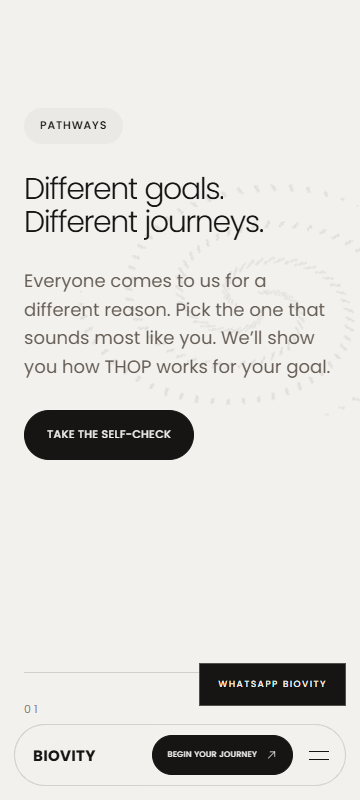 PATHWAYS
Different goals.
Different journeys.
Everyone comes to us for a
different reason. Pick the one that
sounds most like you. We’ll show
you how THOP works for your goal.
TAKE THE SELF-CHECK
WHATSAPP BIOVITY
01
BIOVITY
BEGIN YOUR JOURNEY